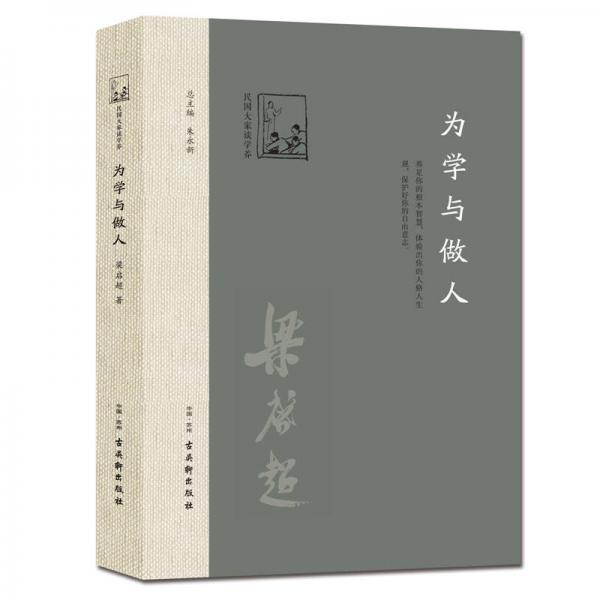 民国大家谈学养
为学与做人
梁启超 著
中国·苏州
古吴轩出版社
总主编 朱永新
中国·苏州
古吴轩出版社
民国大家谈学养
为学与做人
养足你的根本智慧，体验出你的人格人生
观，保护好你的自由意志。
梁启超